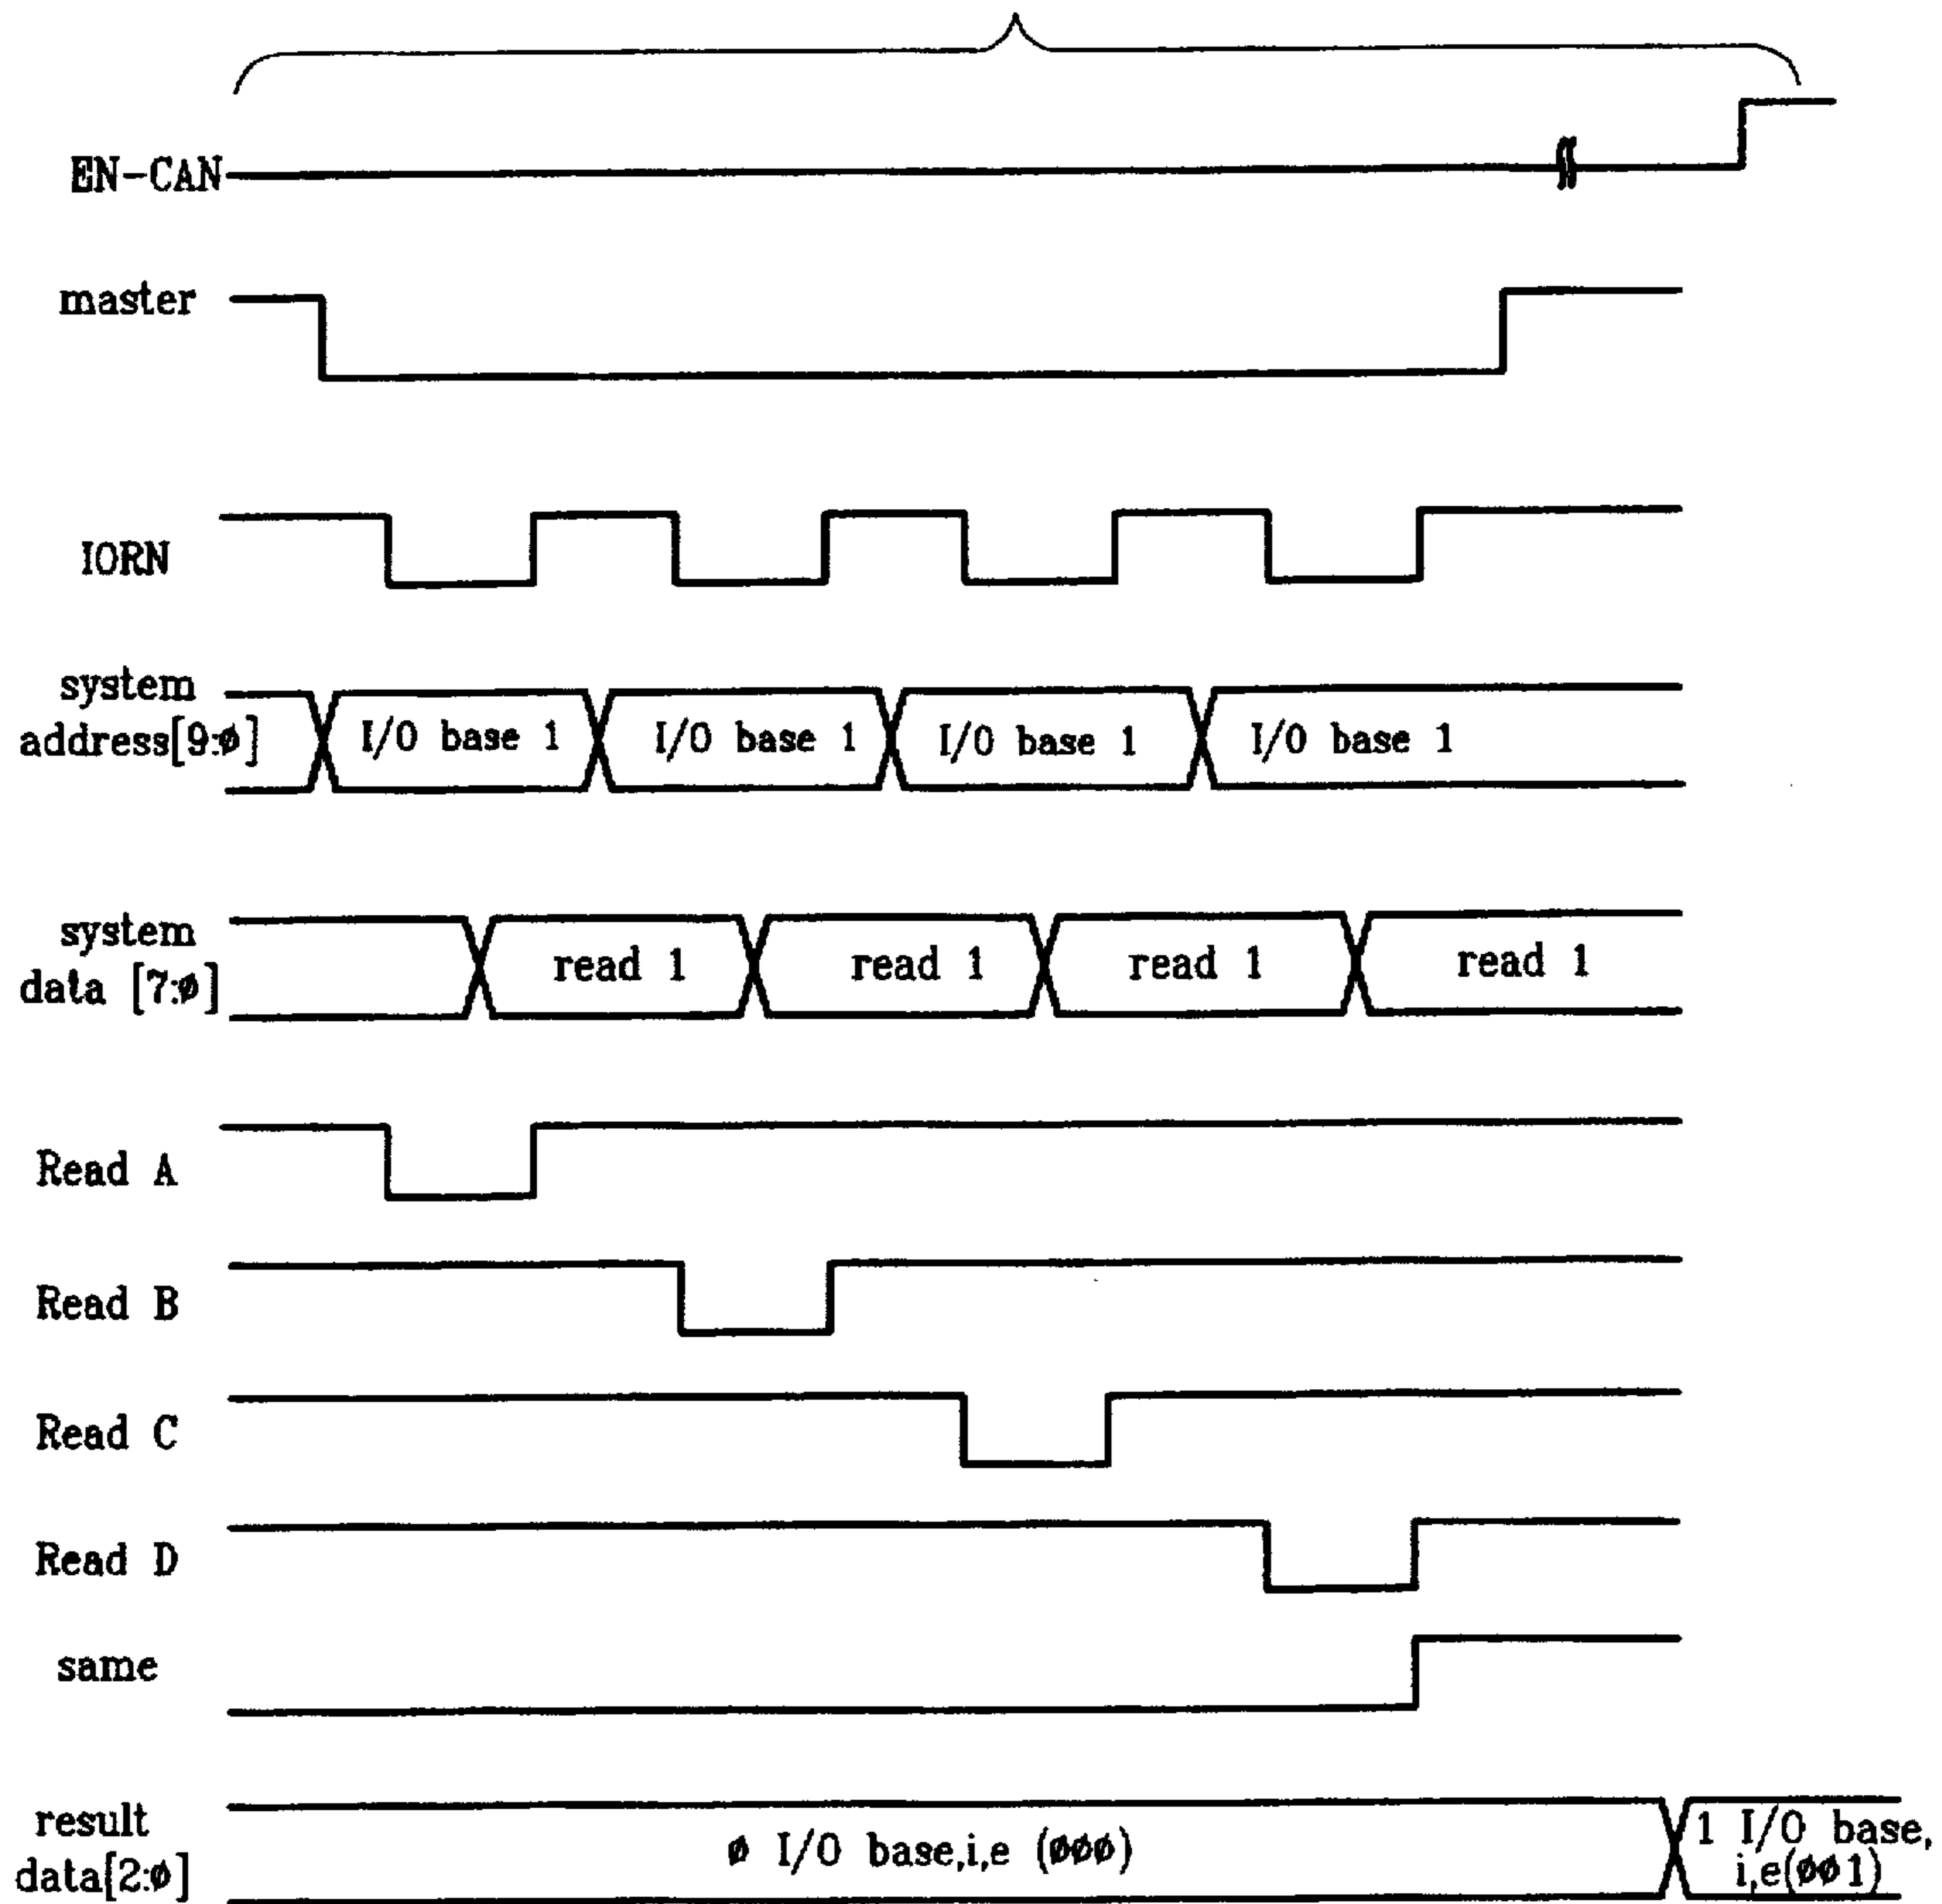 EN-CAN
master
IORN
system
address[9:ø]
I/O base 1 I/O base 1 I/O base 1 I/O base 1
system
data [7:ø]
read 1 read 1 read 1 read 1
Read A
Read B
Read C
Read D
same
result
data[2:ø]
ø I/O base,i,e (øøø)
1 I/O base,
i,e(øø1)